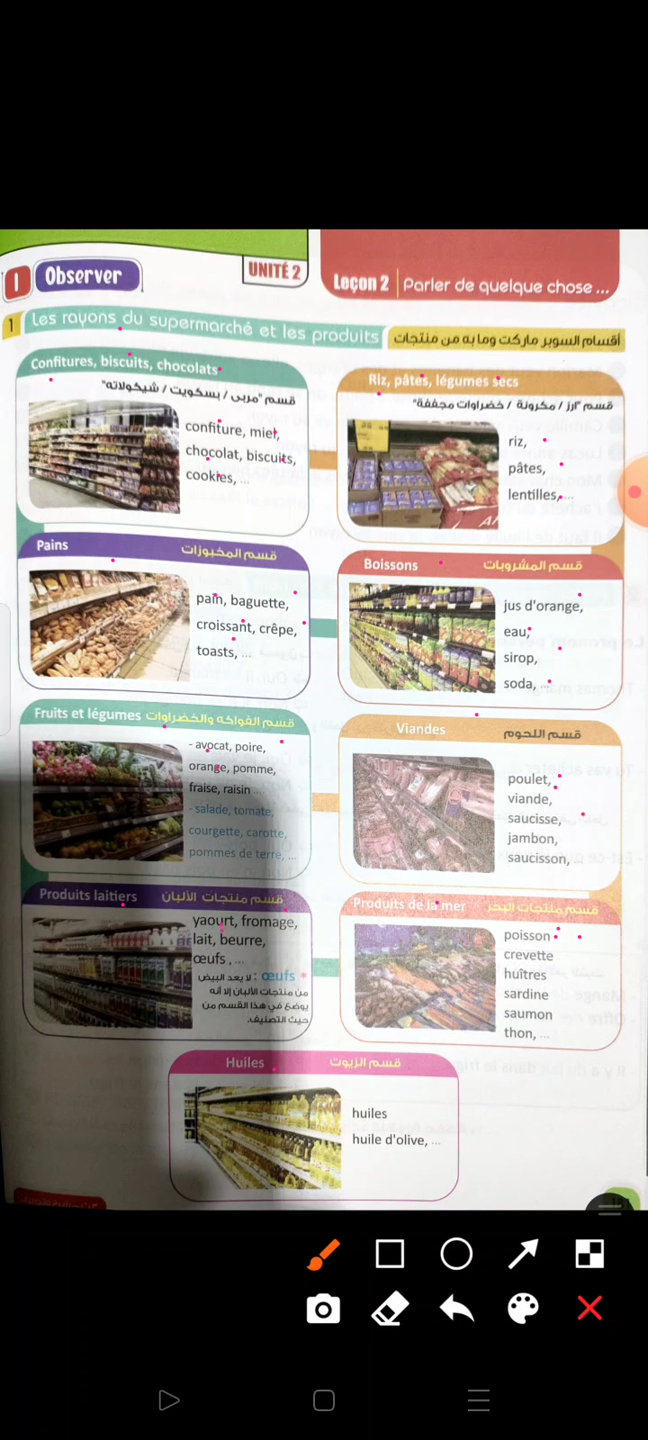 1 Observer
UNITÉ 2
Leçon 2 | Parler de quelque chose ...
1 Les rayons du supermarché et les produits أقسام السوبر ماركت وما به من منتجات
Confitures, biscuits, chocolats
قسم "مربى / بسكويت / شيكولاته"
confiture, miel,
chocolat, biscuits,
cookies, ...
Riz, pâtes, légumes secs
قسم "أرز / مكرونة / خضراوات مجففة"
riz,
pâtes,
lentilles, ...
Pains قسم المخبوزات
pain, baguette,
croissant, crêpe,
toasts, ...
Boissons قسم المشروبات
jus d'orange,
eau,
sirop,
soda, ...
Fruits et légumes قسم الفواكه والخضراوات
- avocat, poire,
orange, pomme,
fraise, raisin ...
- salade, tomate,
courgette, carotte,
pommes de terre, ...
Viandes قسم اللحوم
poulet,
viande,
saucisse,
jambon,
saucisson, ...
Produits laitiers قسم منتجات الألبان
yaourt, fromage,
lait, beurre,
œufs , ...
œufs : لا يعد البيض
من منتجات الألبان إلا أنه
يوضع في هذا القسم من
حيث التصنيف.
Produits de la mer قسم منتجات البحر
poisson
crevette
huîtres
sardine
saumon
thon, ...
Huiles قسم الزيوت
huiles
huile d'olive, ...